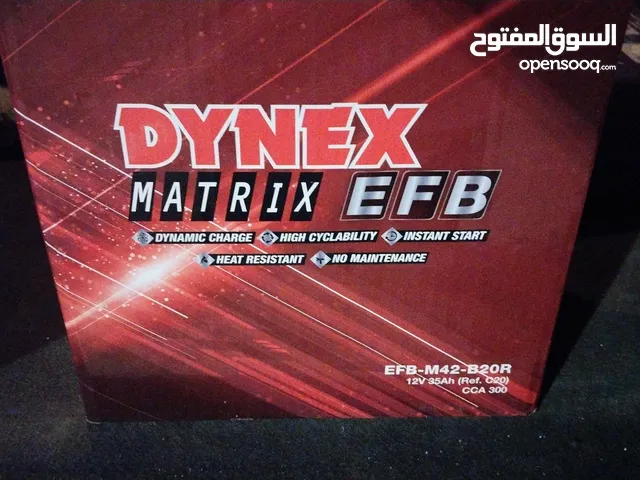 السوق المفتوح
opensooq.com
DYNEX
MATRIX EFB
DYNAMIC CHARGE HIGH CYCLABILITY INSTANT START
HEAT RESISTANT NO MAINTENANCE
EFB-M42-B20R
12V 35Ah (Ref. C20)
CCA 300